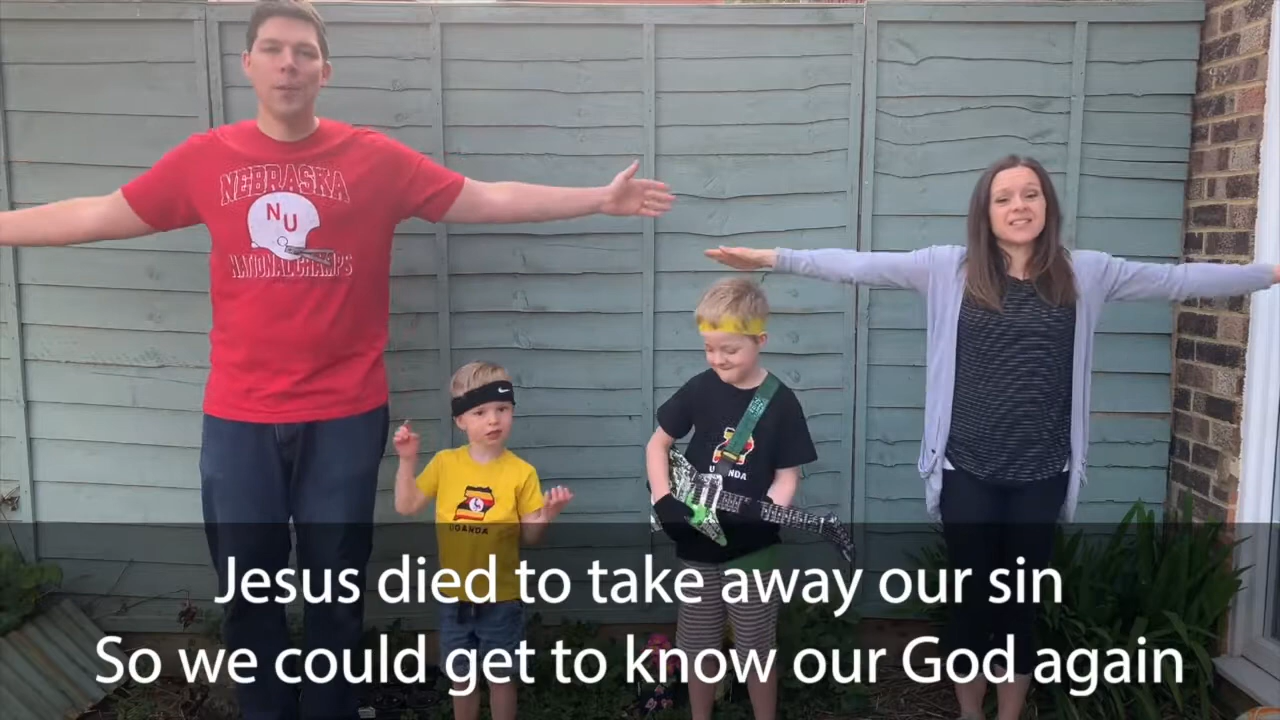 NEBRASKA
NU
NATIONAL CHAMPS
UGANDA
UGANDA
Jesus died to take away our sin
So we could get to know our God again